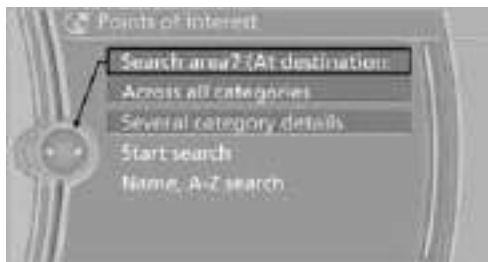 Points of Interest
Search area? (At destination:
Across all categories
Several category details
Start search
Name, A-Z search